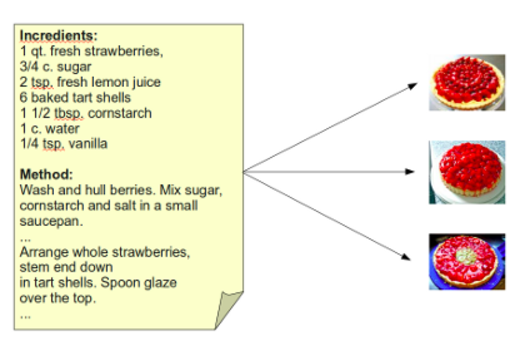 Incredients:
1 qt. fresh strawberries,
3/4 c. sugar
2 tsp. fresh lemon juice
6 baked tart shells
1 1/2 tbsp. cornstarch
1 c. water
1/4 tsp. vanilla
Method:
Wash and hull berries. Mix sugar,
cornstarch and salt in a small
saucepan.
...
Arrange whole strawberries,
stem end down
in tart shells. Spoon glaze
over the top.
...